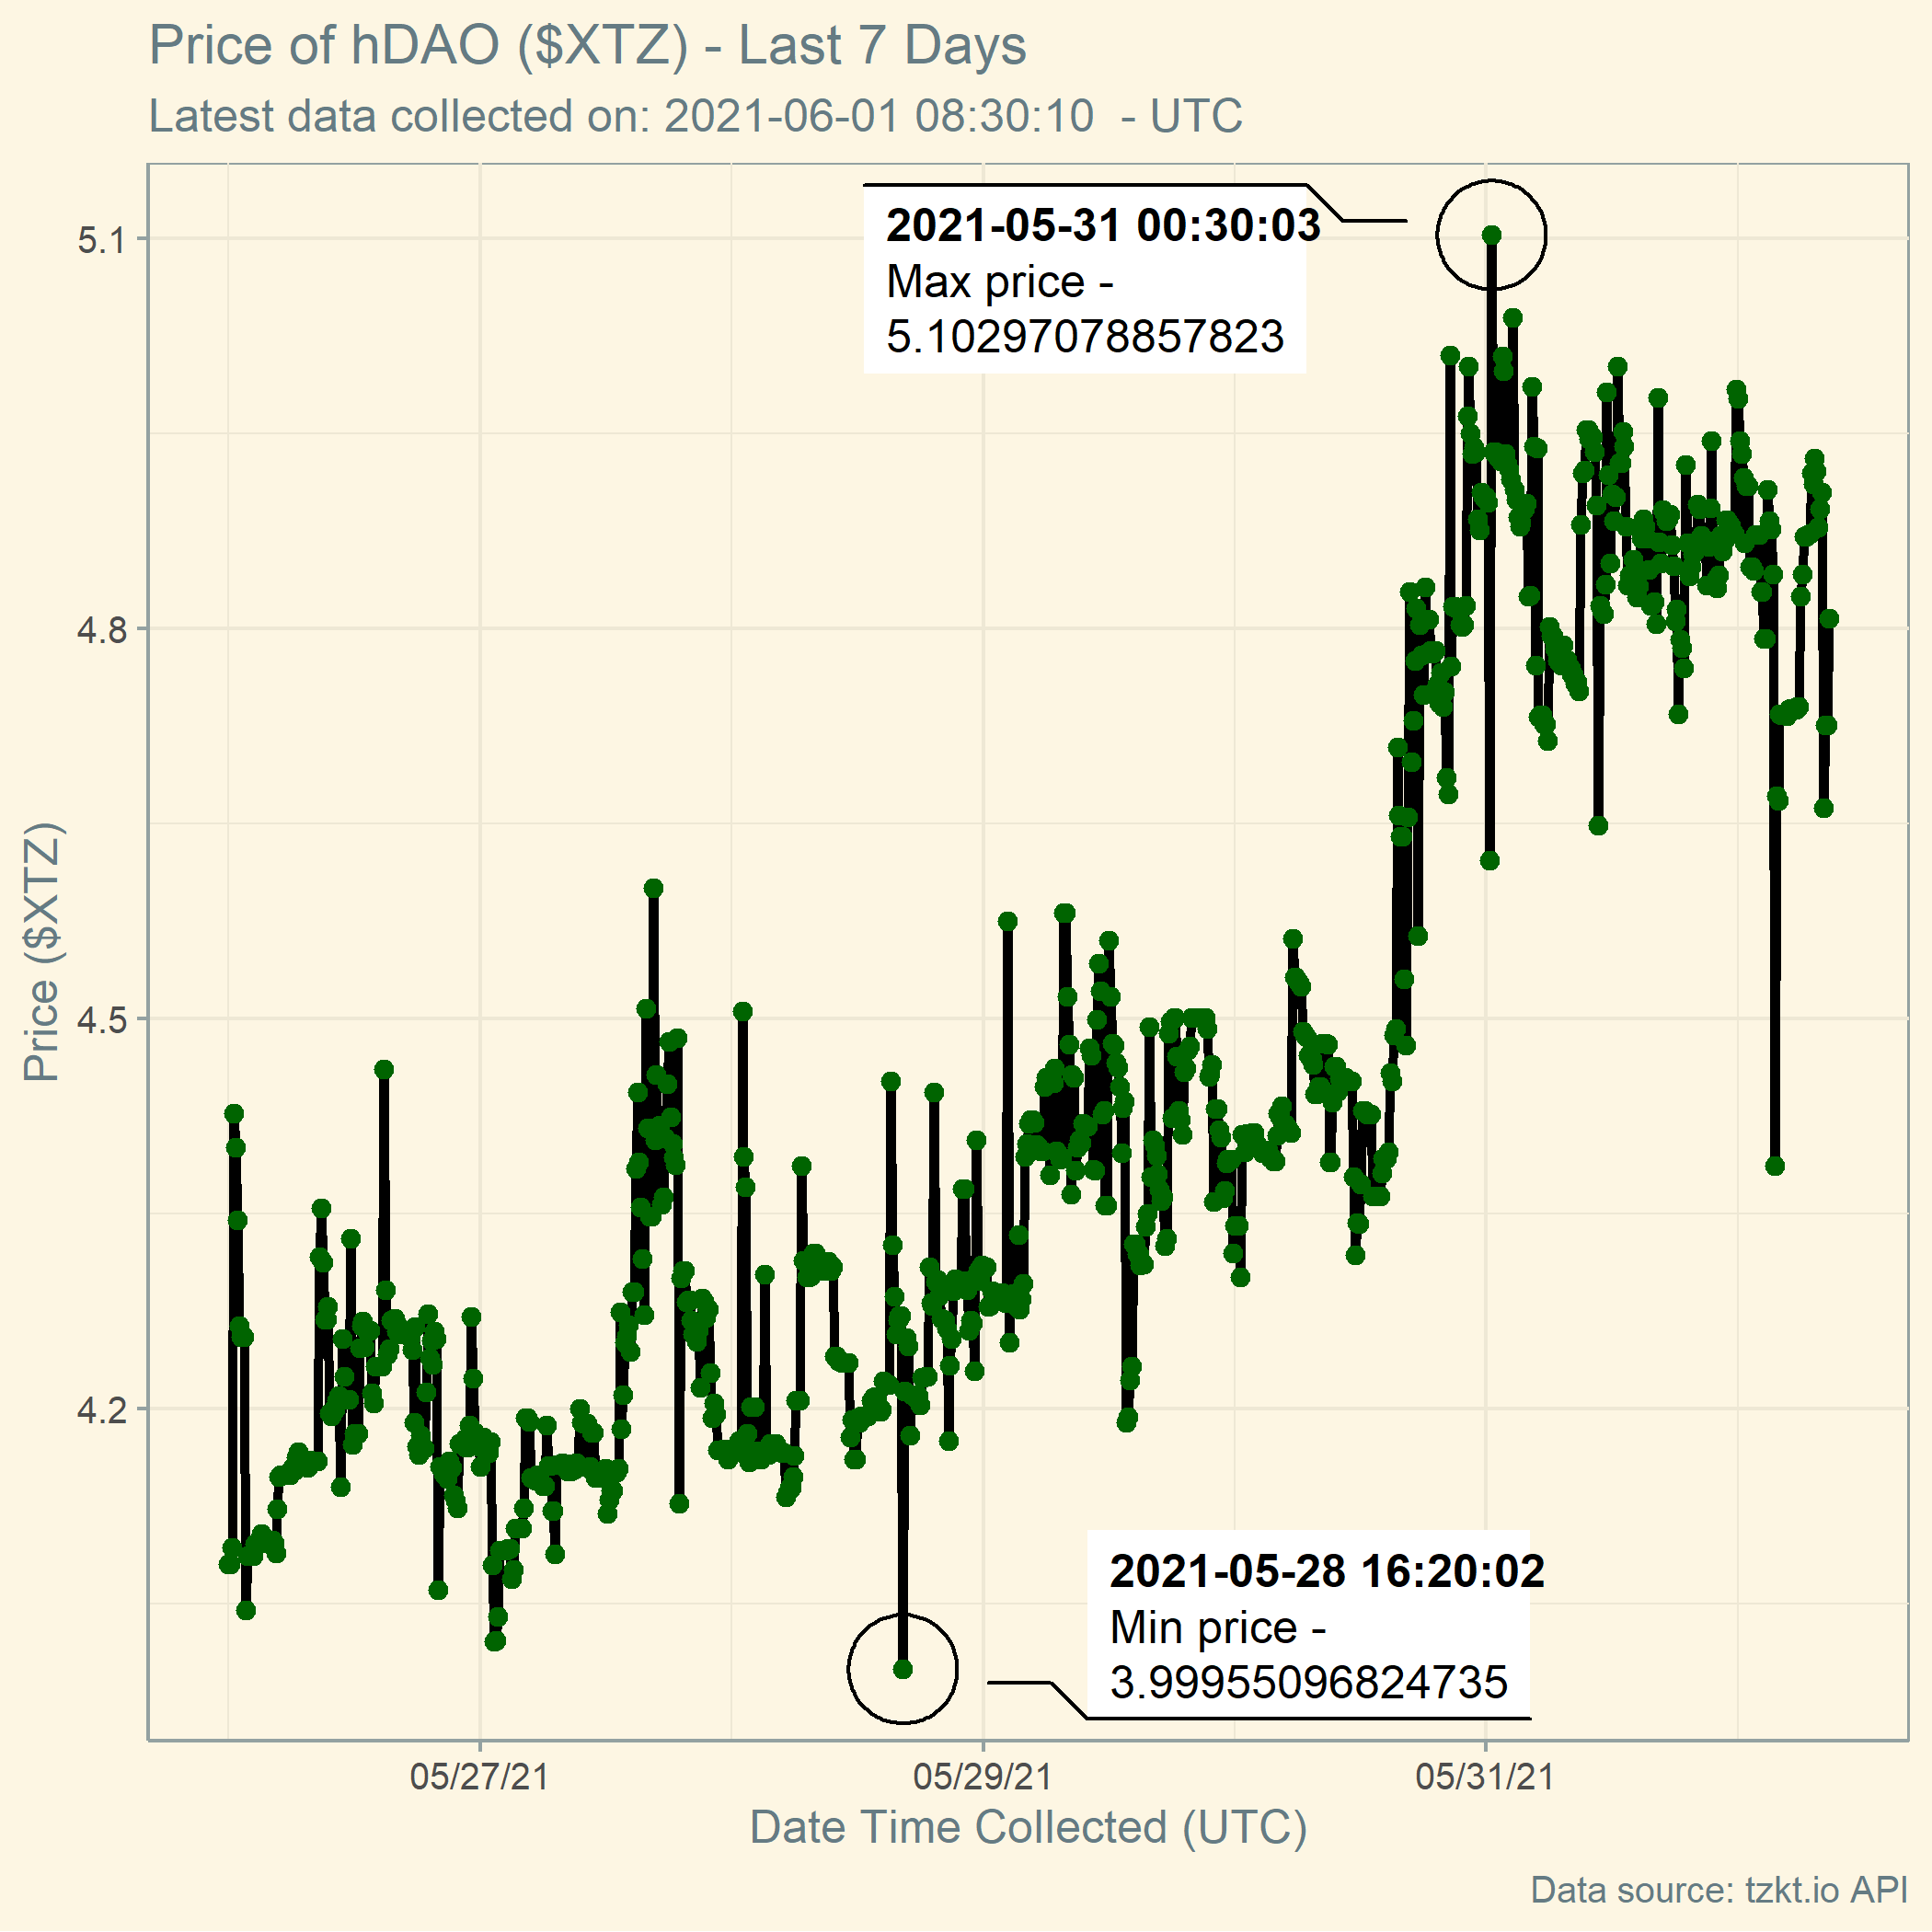 Price of hDAO ($XTZ) - Last 7 Days
Latest data collected on: 2021-06-01 08:30:10  - UTC
2021-05-31 00:30:03
Max price -
5.10297078857823
5.1
4.8
4.5
4.2
Price ($XTZ)
2021-05-28 16:20:02
Min price -
3.99955096824735
05/27/21
05/29/21
05/31/21
Date Time Collected (UTC)
Data source: tzkt.io API